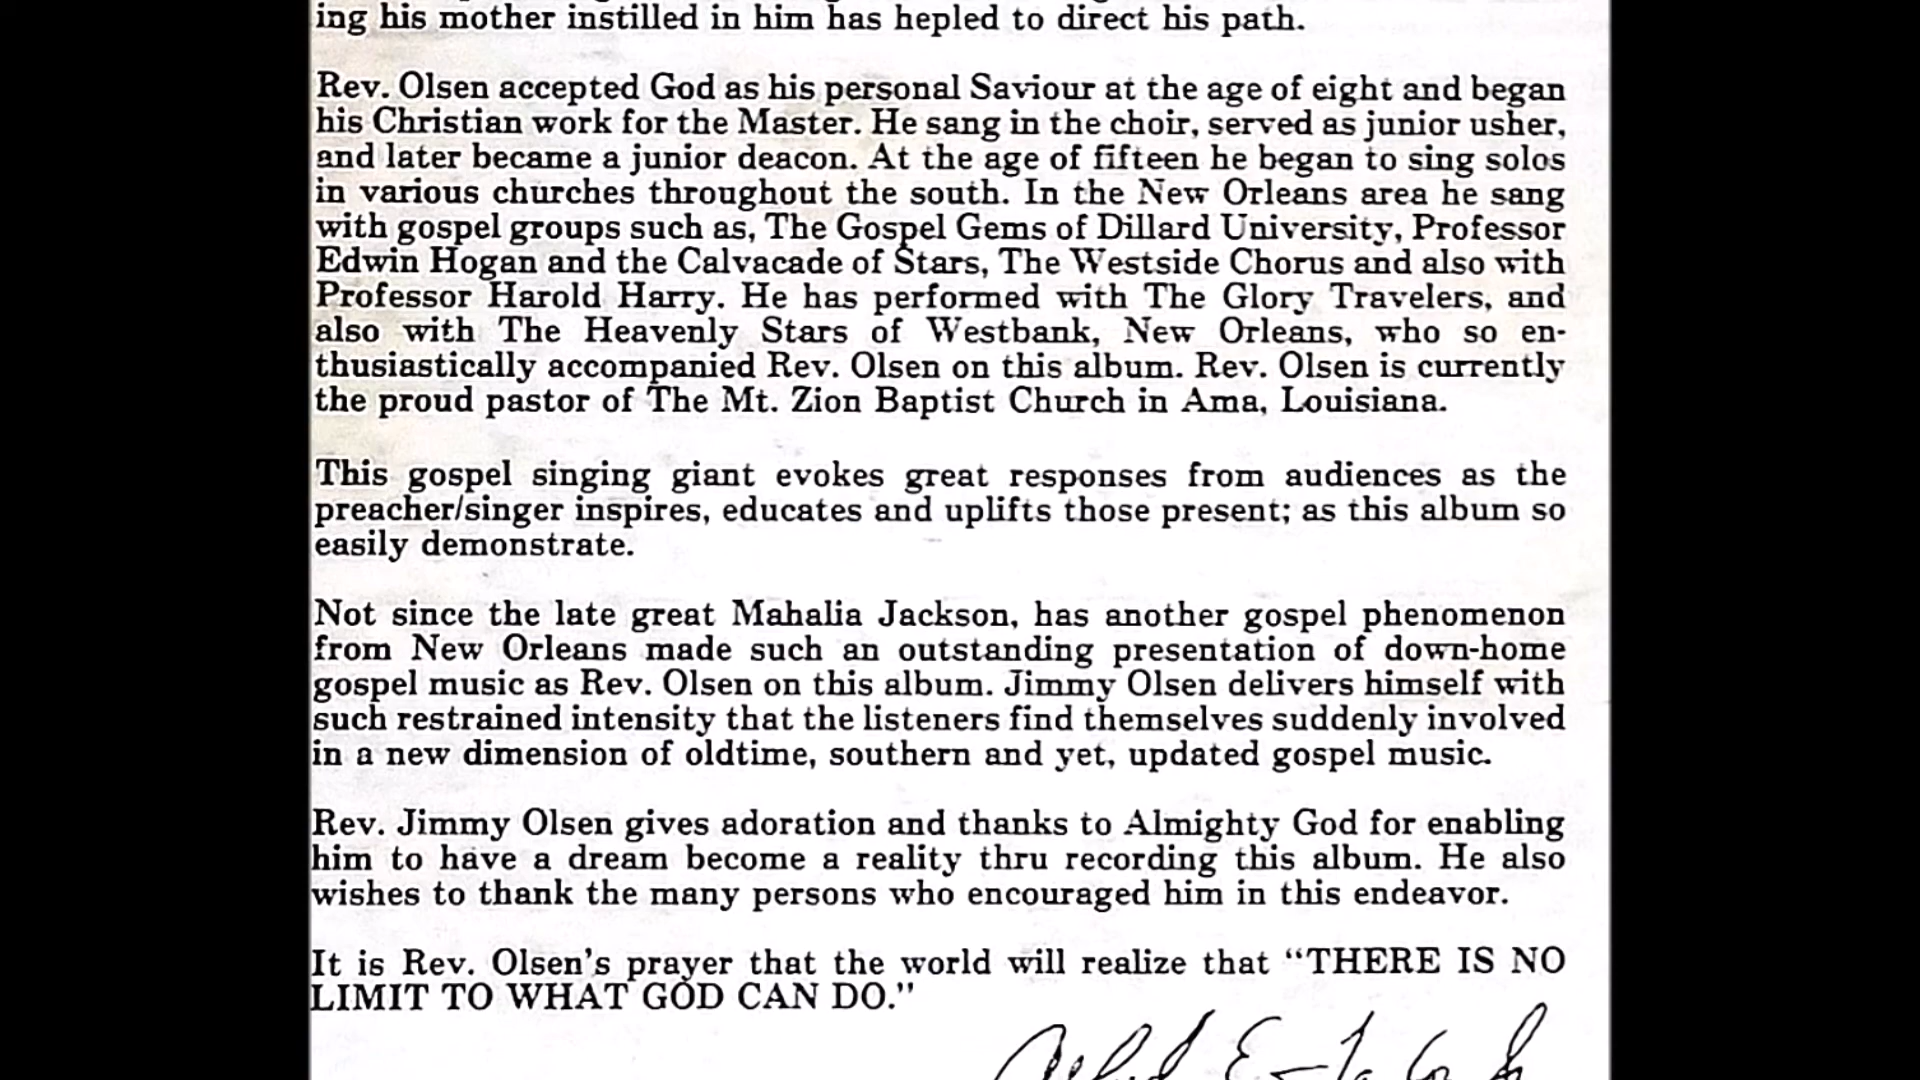 ing his mother instilled in him has hepled to direct his path.
Rev. Olsen accepted God as his personal Saviour at the age of eight and began
his Christian work for the Master. He sang in the choir, served as junior usher,
and later became a junior deacon. At the age of fifteen he began to sing solos
in various churches throughout the south. In the New Orleans area he sang
with gospel groups such as, The Gospel Gems of Dillard University, Professor
Edwin Hogan and the Calvacade of Stars, The Westside Chorus and also with
Professor Harold Harry. He has performed with The Glory Travelers, and
also with The Heavenly Stars of Westbank, New Orleans, who so en-
thusiastically accompanied Rev. Olsen on this album. Rev. Olsen is currently
the proud pastor of The Mt. Zion Baptist Church in Ama, Louisiana.
This gospel singing giant evokes great responses from audiences as the
preacher/singer inspires, educates and uplifts those present; as this album so
easily demonstrate.
Not since the late great Mahalia Jackson, has another gospel phenomenon
from New Orleans made such an outstanding presentation of down-home
gospel music as Rev. Olsen on this album. Jimmy Olsen delivers himself with
such restrained intensity that the listeners find themselves suddenly involved
in a new dimension of oldtime, southern and yet, updated gospel music.
Rev. Jimmy Olsen gives adoration and thanks to Almighty God for enabling
him to have a dream become a reality thru recording this album. He also
wishes to thank the many persons who encouraged him in this endeavor.
It is Rev. Olsen's prayer that the world will realize that "THERE IS NO
LIMIT TO WHAT GOD CAN DO."